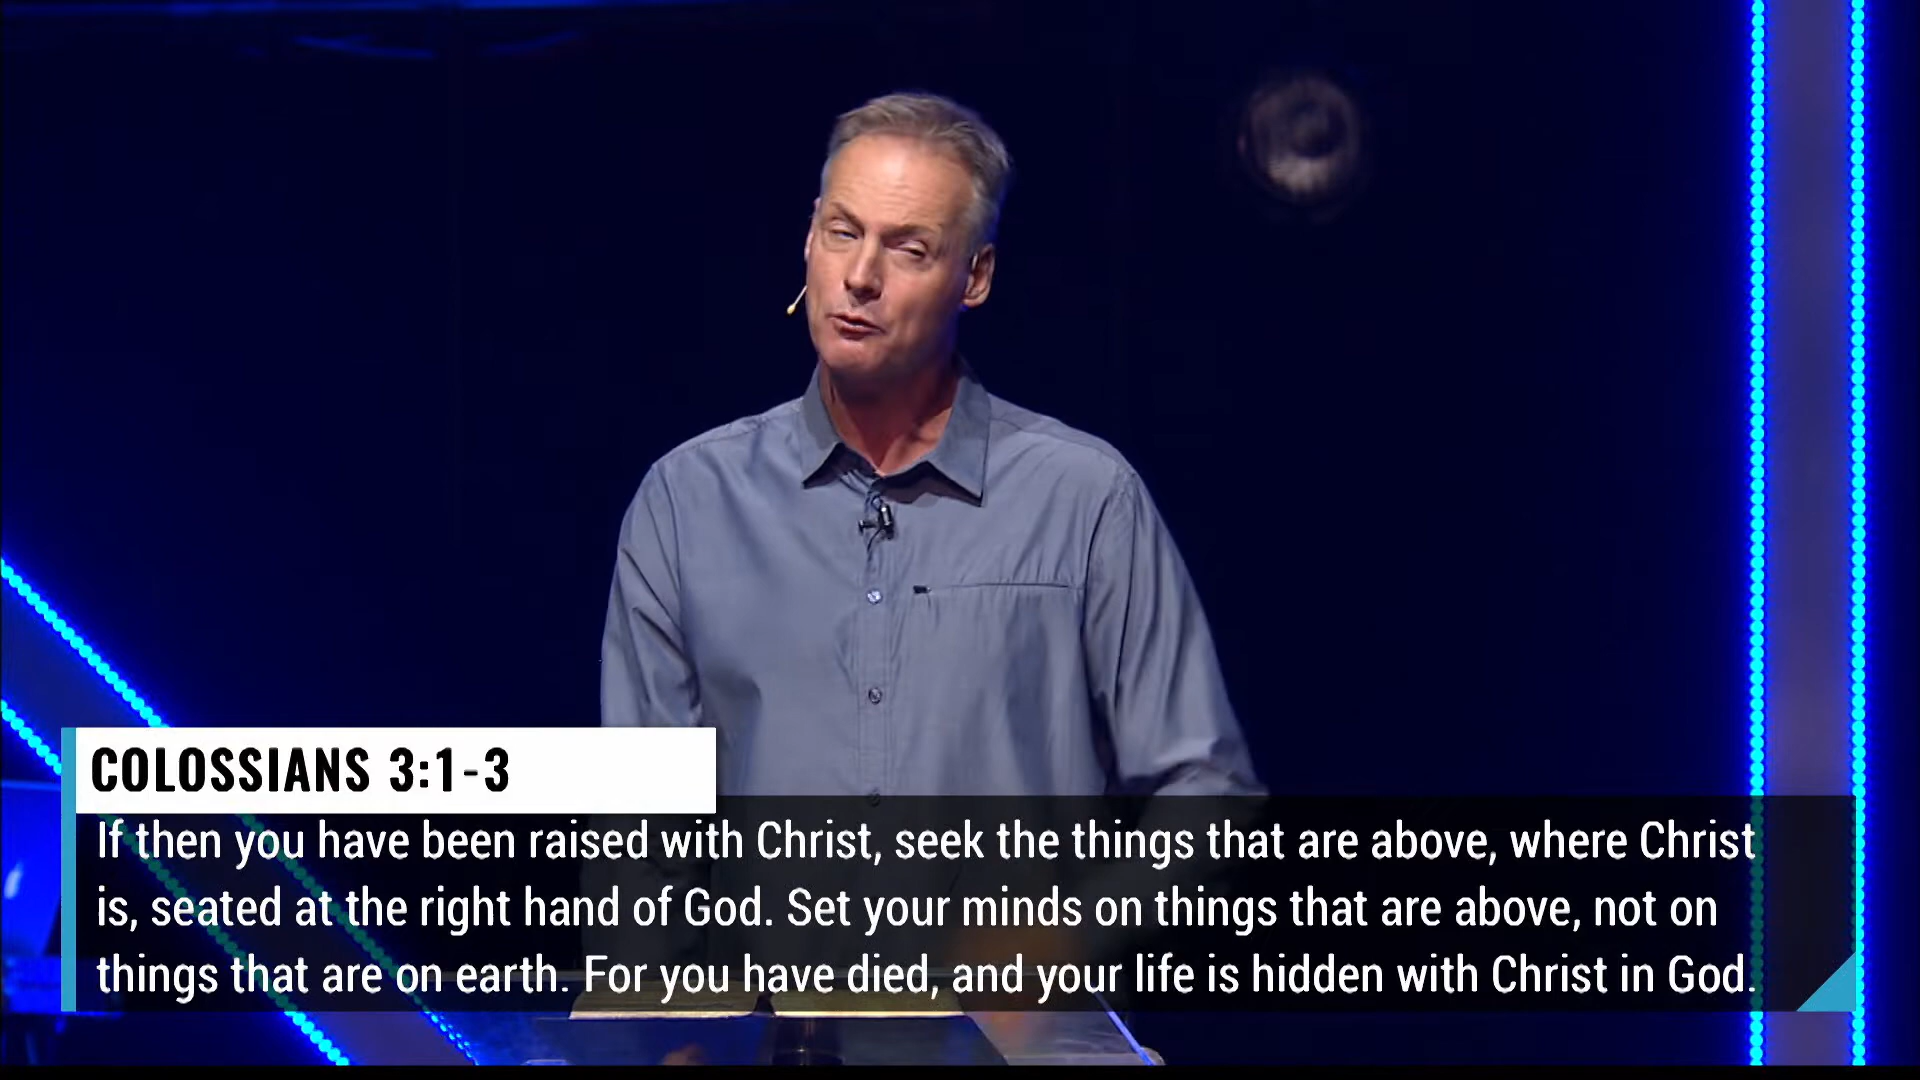 COLOSSIANS 3:1-3
If then you have been raised with Christ, seek the things that are above, where Christ
is, seated at the right hand of God. Set your minds on things that are above, not on
things that are on earth. For you have died, and your life is hidden with Christ in God.